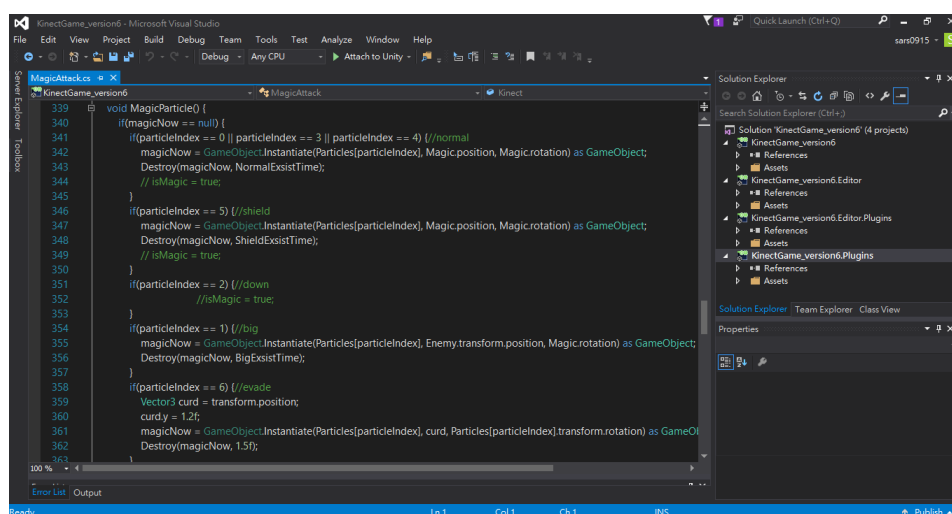 KinectGame_version6 - Microsoft Visual Studio
1
Quick Launch (Ctrl+Q)
File Edit View Project Build Debug Team Tools Test Analyze Window Help
sars0915
Debug Any CPU Attach to Unity
Server Explorer
Toolbox
MagicAttack.cs
KinectGame_version6 MagicAttack Kinect
339 void MagicParticle() {
340 if(magicNow == null) {
341 if(particleIndex == 0 || particleIndex == 3 || particleIndex == 4) {//normal
342 magicNow = GameObject.Instantiate(Particles[particleIndex], Magic.position, Magic.rotation) as GameObject;
343 Destroy(magicNow, NormalExsistTime);
344 // isMagic = true;
345 }
346 if(particleIndex == 5) {//shield
347 magicNow = GameObject.Instantiate(Particles[particleIndex], Magic.position, Magic.rotation) as GameObject;
348 Destroy(magicNow, ShieldExsistTime);
349 // isMagic = true;
350 }
351 if(particleIndex == 2) {//down
352 //isMagic = true;
353 }
354 if(particleIndex == 1) {//big
355 magicNow = GameObject.Instantiate(Particles[particleIndex], Enemy.transform.position, Magic.rotation) as GameObject;
356 Destroy(magicNow, BigExsistTime);
357 }
358 if(particleIndex == 6) {//evade
359 Vector3 curd = transform.position;
360 curd.y = 1.2f;
361 magicNow = GameObject.Instantiate(Particles[particleIndex], curd, Particles[particleIndex].transform.rotation) as GameOb
362 Destroy(magicNow, 1.5f);
363 }
100 %
Error List Output
Solution Explorer
Search Solution Explorer (Ctrl+;)
Solution 'KinectGame_version6' (4 projects)
KinectGame_version6
References
Assets
KinectGame_version6.Editor
References
Assets
KinectGame_version6.Editor.Plugins
References
Assets
KinectGame_version6.Plugins
References
Assets
Solution Explorer Team Explorer Class View
Properties
Ready Ln 1 Col 1 Ch 1 INS Publish